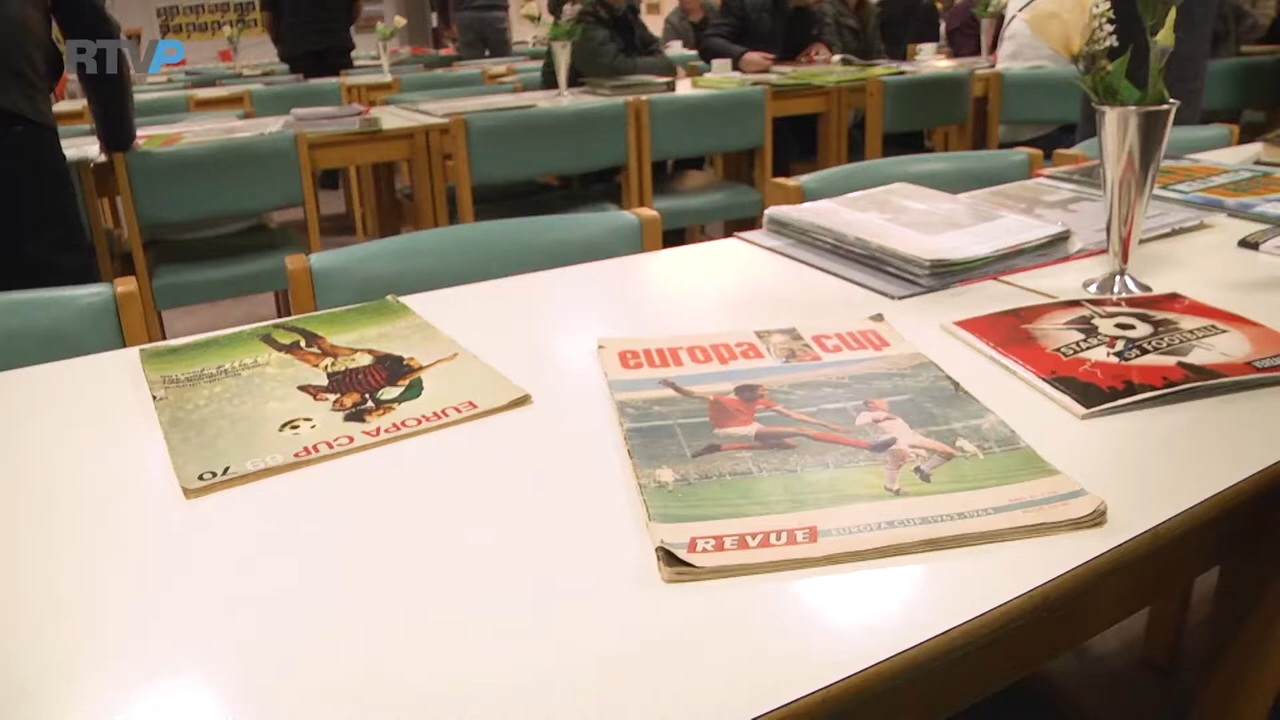 RTVP
europa cup
REVUE EUROPA CUP 1963-1964
EUROPA CUP 69 70
STARS
OF FOOTBALL